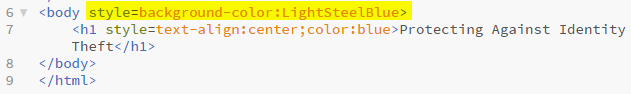 6 ▼ <body style=background-color:LightSteelBlue>
7 <h1 style=text-align:center;color:blue>Protecting Against Identity
Theft</h1>
8 </body>
9 </html>